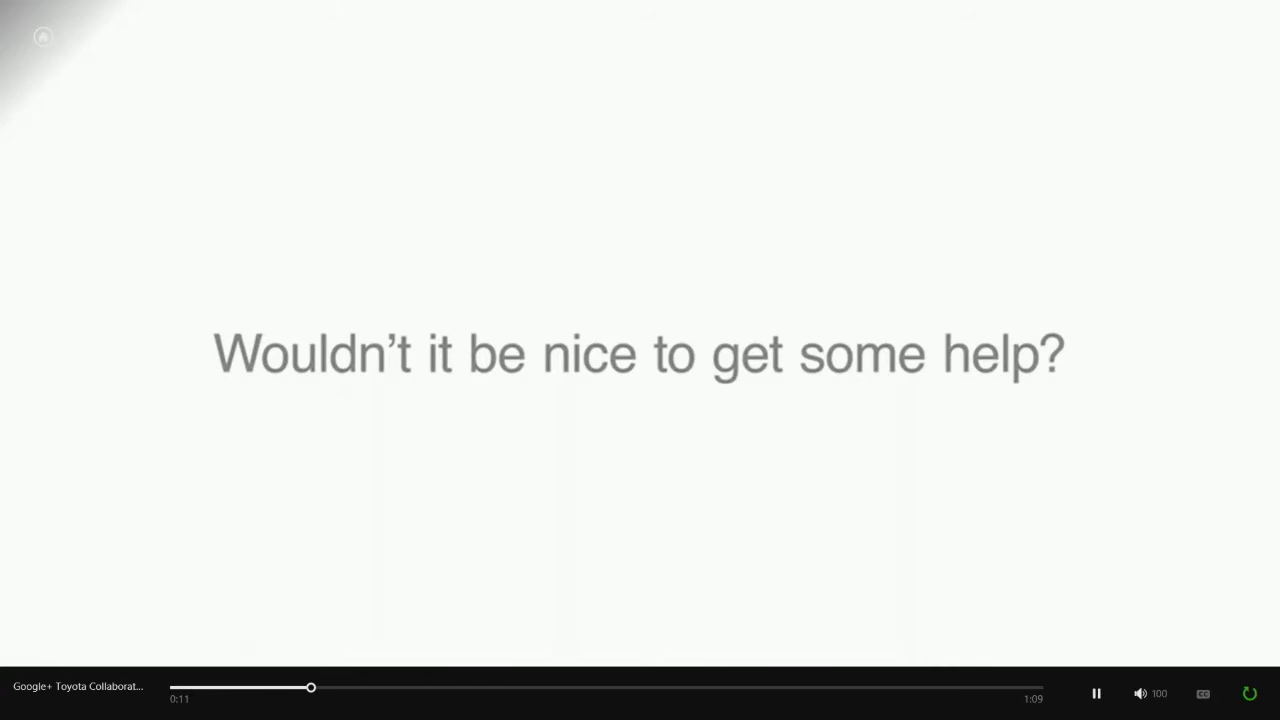 Wouldn’t it be nice to get some help?
Google+ Toyota Collaborat...
0:11
1:09
100
CC